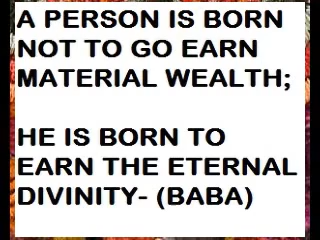 A PERSON IS BORN
NOT TO GO EARN
MATERIAL WEALTH;
HE IS BORN TO
EARN THE ETERNAL
DIVINITY- (BABA)